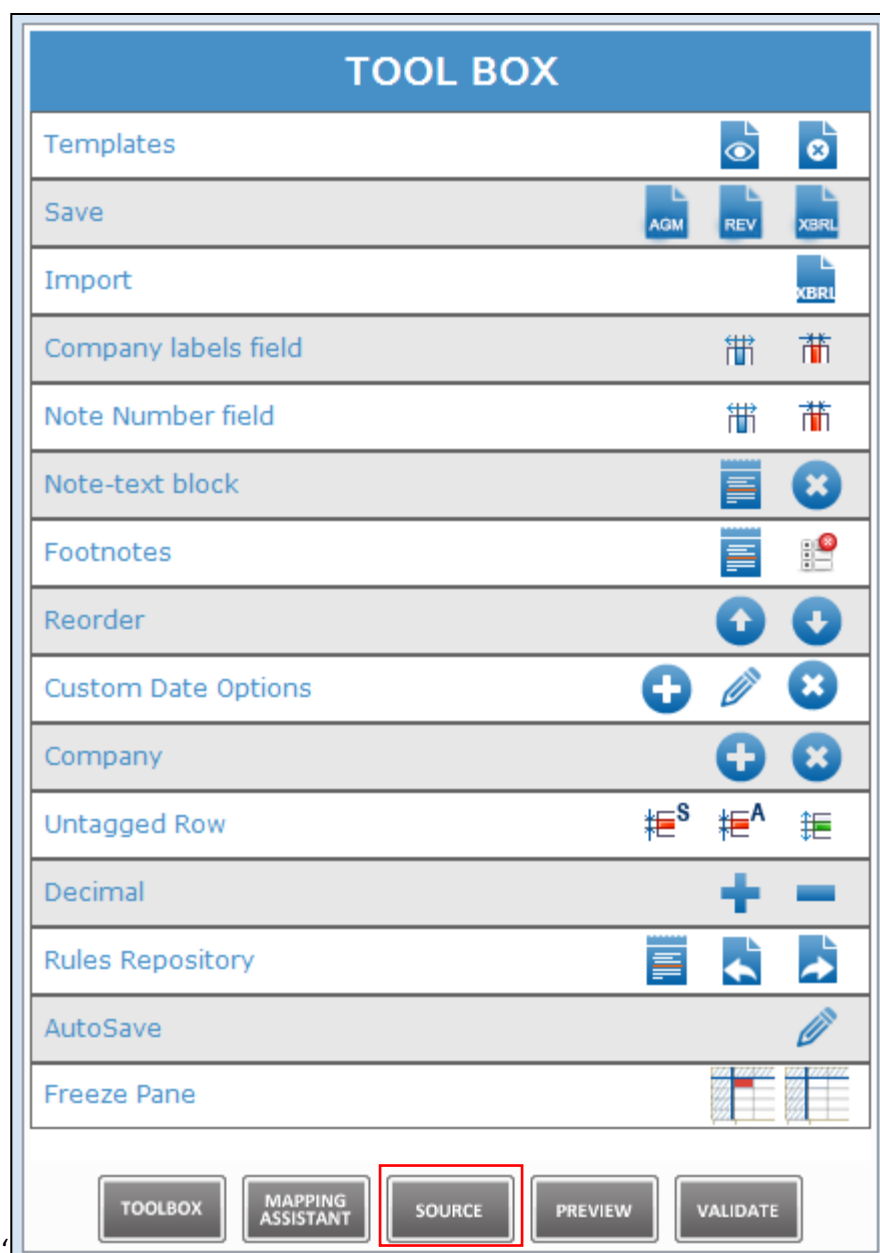 TOOL BOX
Templates
Save AGM REV XBRL
Import XBRL
Company labels field
Note Number field
Note-text block
Footnotes
Reorder
Custom Date Options
Company
Untagged Row S A
Decimal
Rules Repository
AutoSave
Freeze Pane
TOOLBOX MAPPING ASSISTANT SOURCE PREVIEW VALIDATE
‘